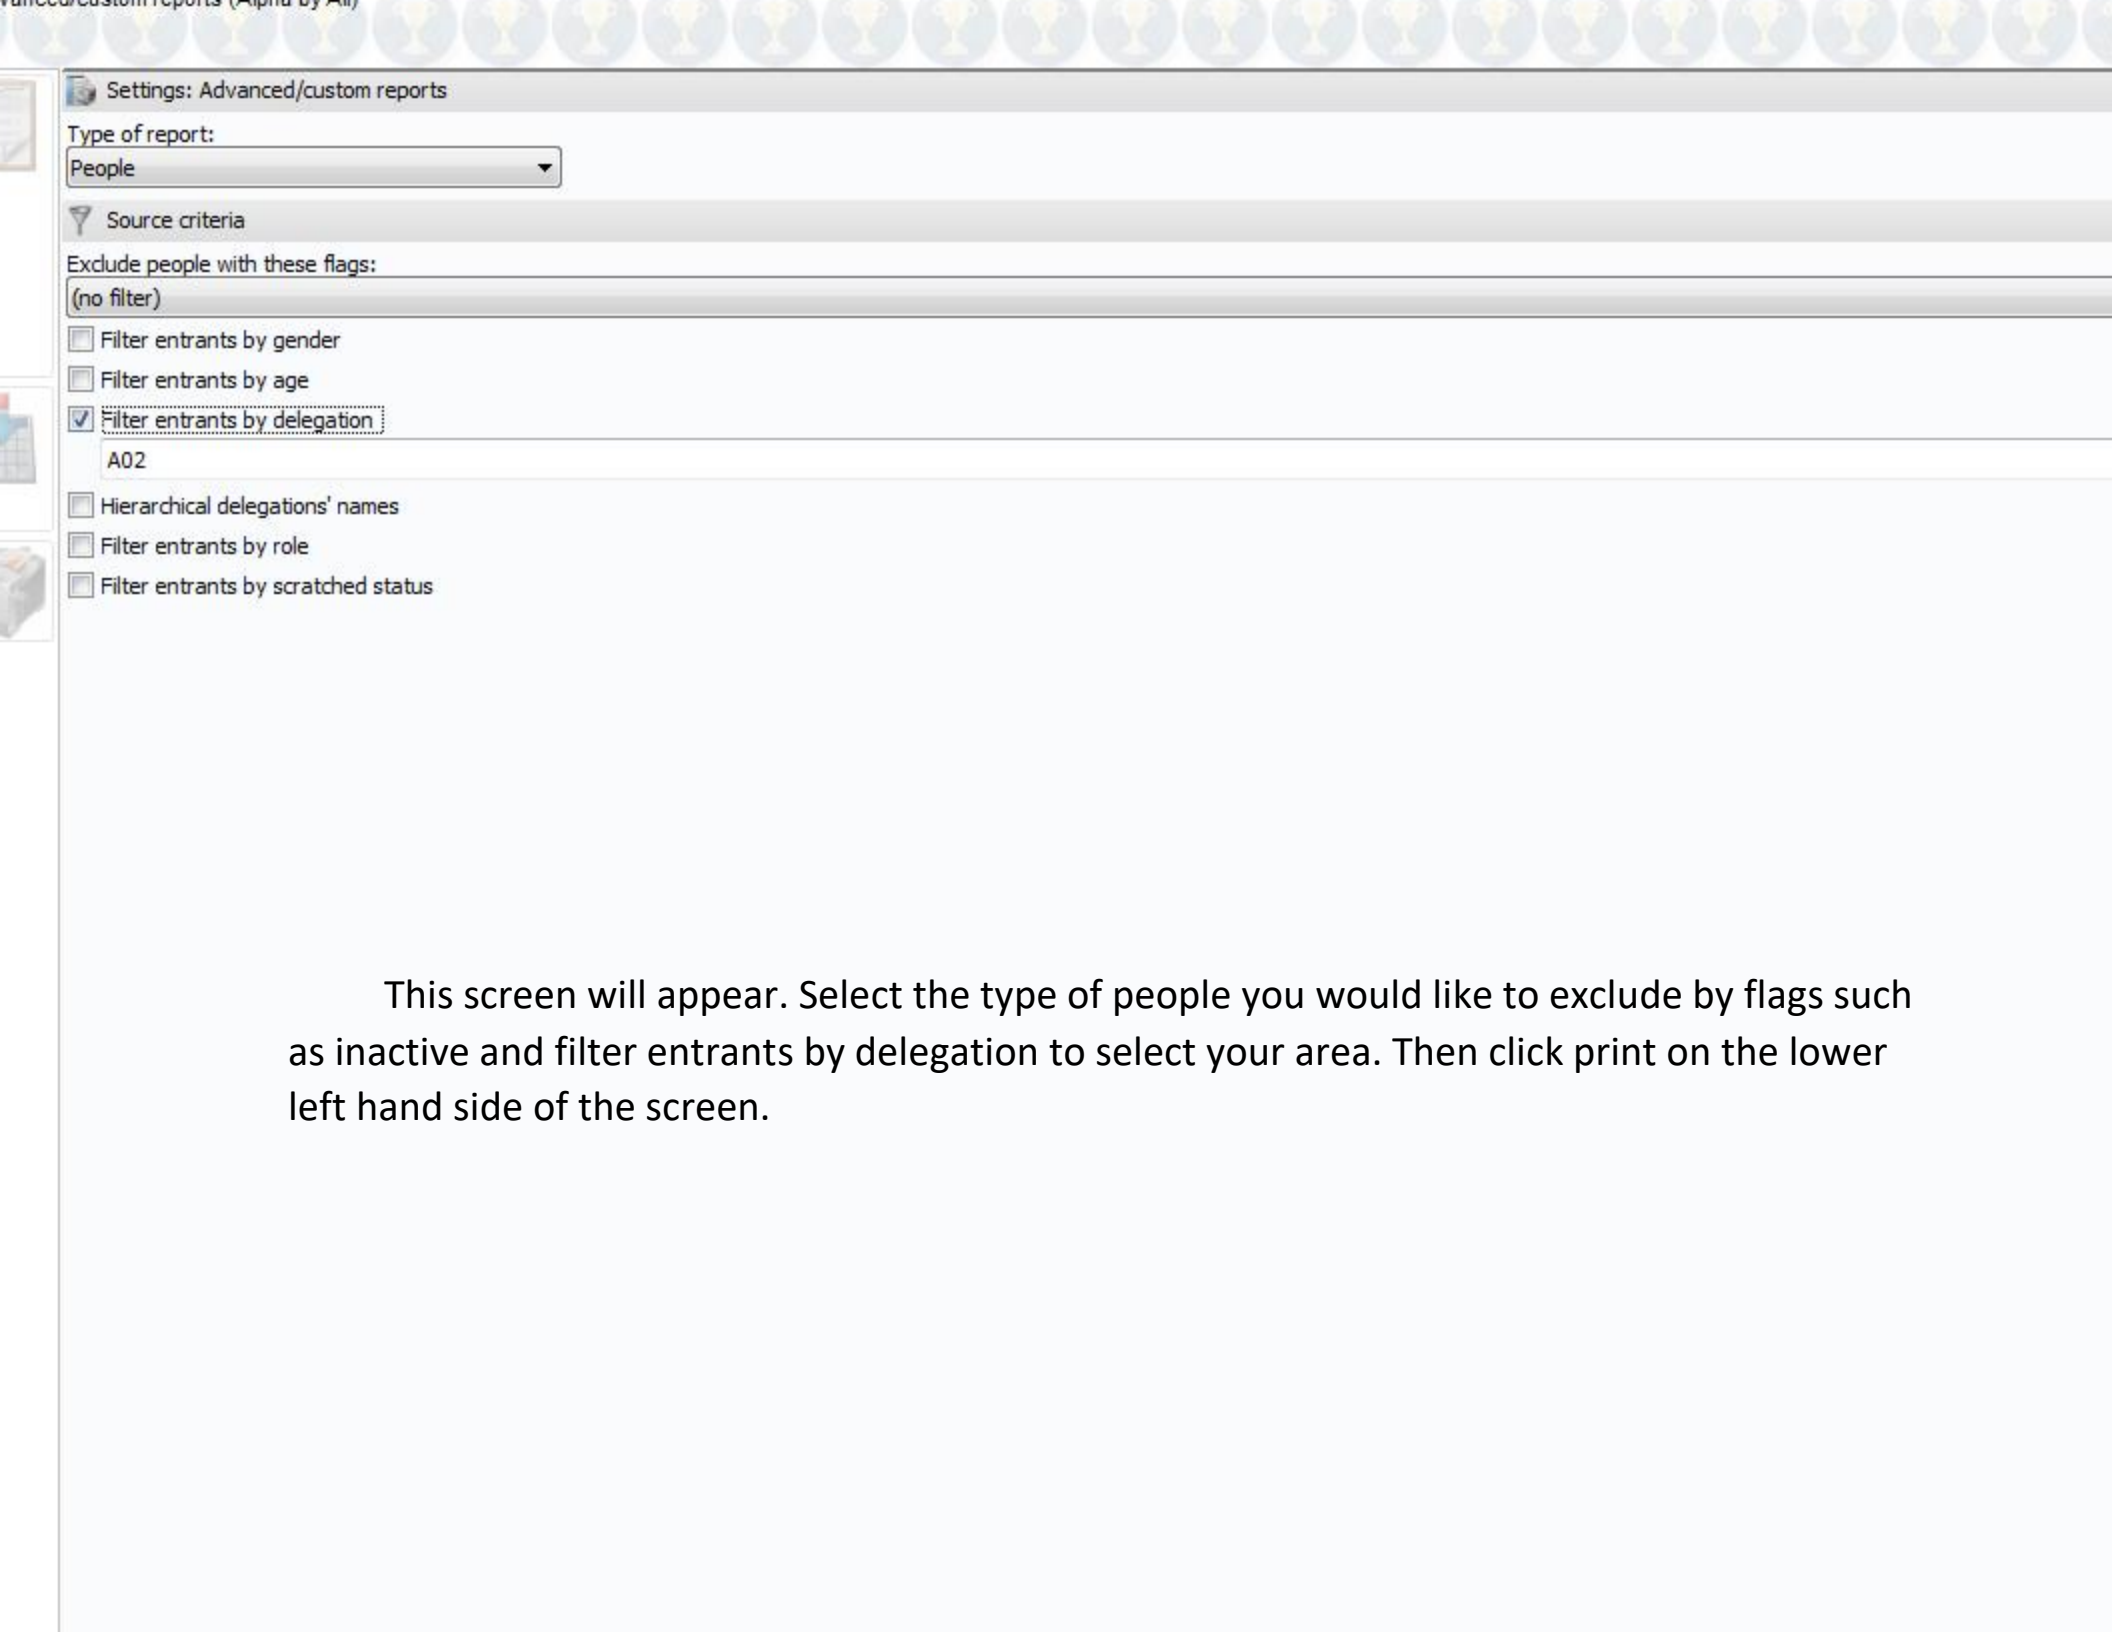 reports (Alpha by All)
Settings: Advanced/custom reports
Type of report:
People
Source criteria
Exclude people with these flags:
(no filter)
Filter entrants by gender
Filter entrants by age
Filter entrants by delegation
A02
Hierarchical delegations' names
Filter entrants by role
Filter entrants by scratched status
This screen will appear. Select the type of people you would like to exclude by flags such
as inactive and filter entrants by delegation to select your area. Then click print on the lower
left hand side of the screen.